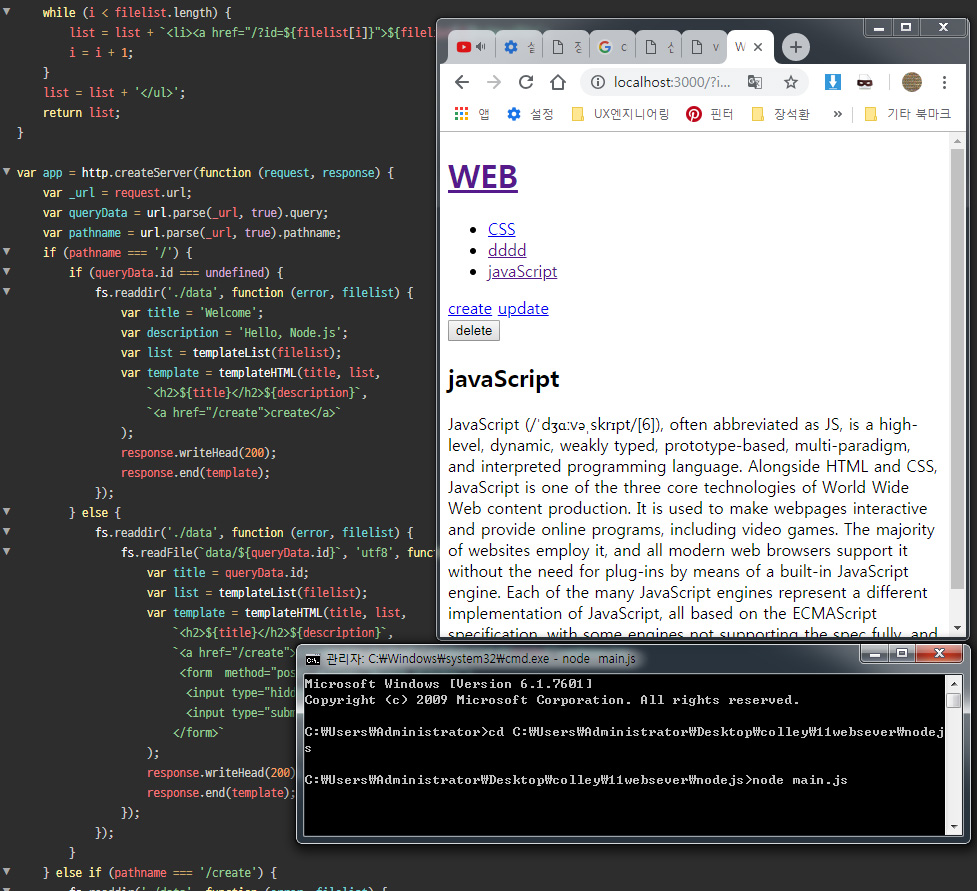 while (i < filelist.length) {
list = list + `<li><a href="/?id=${filelist[i]}">${filel
i = i + 1;
}
list = list + '</ul>';
return list;
}
var app = http.createServer(function (request, response) {
var _url = request.url;
var queryData = url.parse(_url, true).query;
var pathname = url.parse(_url, true).pathname;
if (pathname === '/') {
if (queryData.id === undefined) {
fs.readdir('./data', function (error, filelist) {
var title = 'Welcome';
var description = 'Hello, Node.js';
var list = templateList(filelist);
var template = templateHTML(title, list,
`<h2>${title}</h2>${description}`,
`<a href="/create">create</a>`
);
response.writeHead(200);
response.end(template);
});
} else {
fs.readdir('./data', function (error, filelist) {
fs.readFile(`data/${queryData.id}`, 'utf8', func
var title = queryData.id;
var list = templateList(filelist);
var template = templateHTML(title, list,
`<h2>${title}</h2>${description}`,
`<a href="/create">
<form method="pos
<input type="hidd
<input type="subm
</form>`
);
response.writeHead(200)
response.end(template);
});
});
}
} else if (pathname === '/create') {
fs.readdir('./data', function (error, filelist) {
localhost:3000/?i...
앱 설정 UX엔지니어링 핀터 장석환 » 기타 북마크
WEB
CSS
dddd
javaScript
create update
delete
javaScript
JavaScript (/ˈdʒɑːvəˌskrɪpt/[6]), often abbreviated as JS, is a high-
level, dynamic, weakly typed, prototype-based, multi-paradigm,
and interpreted programming language. Alongside HTML and CSS,
JavaScript is one of the three core technologies of World Wide
Web content production. It is used to make webpages interactive
and provide online programs, including video games. The majority
of websites employ it, and all modern web browsers support it
without the need for plug-ins by means of a built-in JavaScript
engine. Each of the many JavaScript engines represent a different
implementation of JavaScript, all based on the ECMAScript
specification, with some engines not supporting the spec fully, and
관리자: C:₩Windows₩system32₩cmd.exe - node main.js
Microsoft Windows [Version 6.1.7601]
Copyright (c) 2009 Microsoft Corporation. All rights reserved.
C:₩Users₩Administrator>cd C:₩Users₩Administrator₩Desktop₩colley₩11websever₩nodej
s
C:₩Users₩Administrator₩Desktop₩colley₩11websever₩nodejs>node main.js